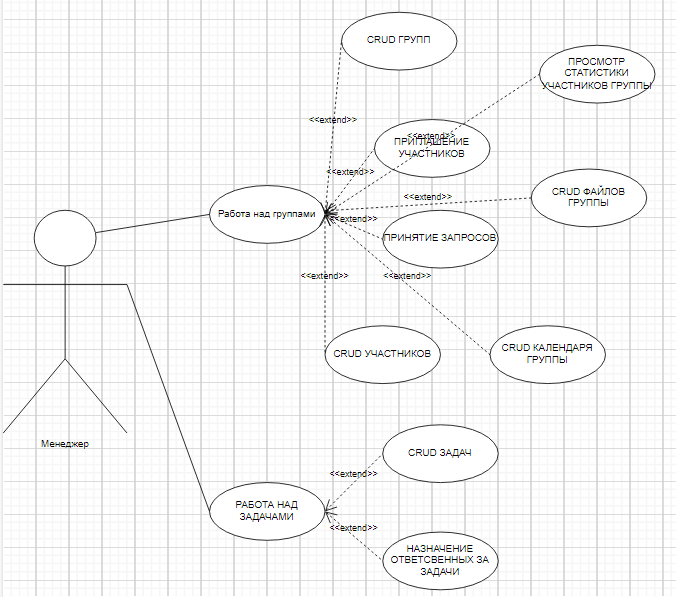 CRUD ГРУПП
ПРОСМОТР
СТАТИСТИКИ
УЧАСТНИКОВ ГРУППЫ
<<extend>>
<<extend>>
ПРИГЛАШЕНИЕ
УЧАСТНИКОВ
<<extend>>
<<extend>>
CRUD ФАЙЛОВ
ГРУППЫ
Работа над группами
<<extend>>
ПРИНЯТИЕ ЗАПРОСОВ
<<extend>>
<<extend>>
CRUD УЧАСТНИКОВ
CRUD КАЛЕНДАРЯ
ГРУППЫ
Менеджер
CRUD ЗАДАЧ
<<extend>>
РАБОТА НАД
ЗАДАЧАМИ
<<extend>>
НАЗНАЧЕНИЕ
ОТВЕТСВЕННЫХ ЗА
ЗАДАЧИ